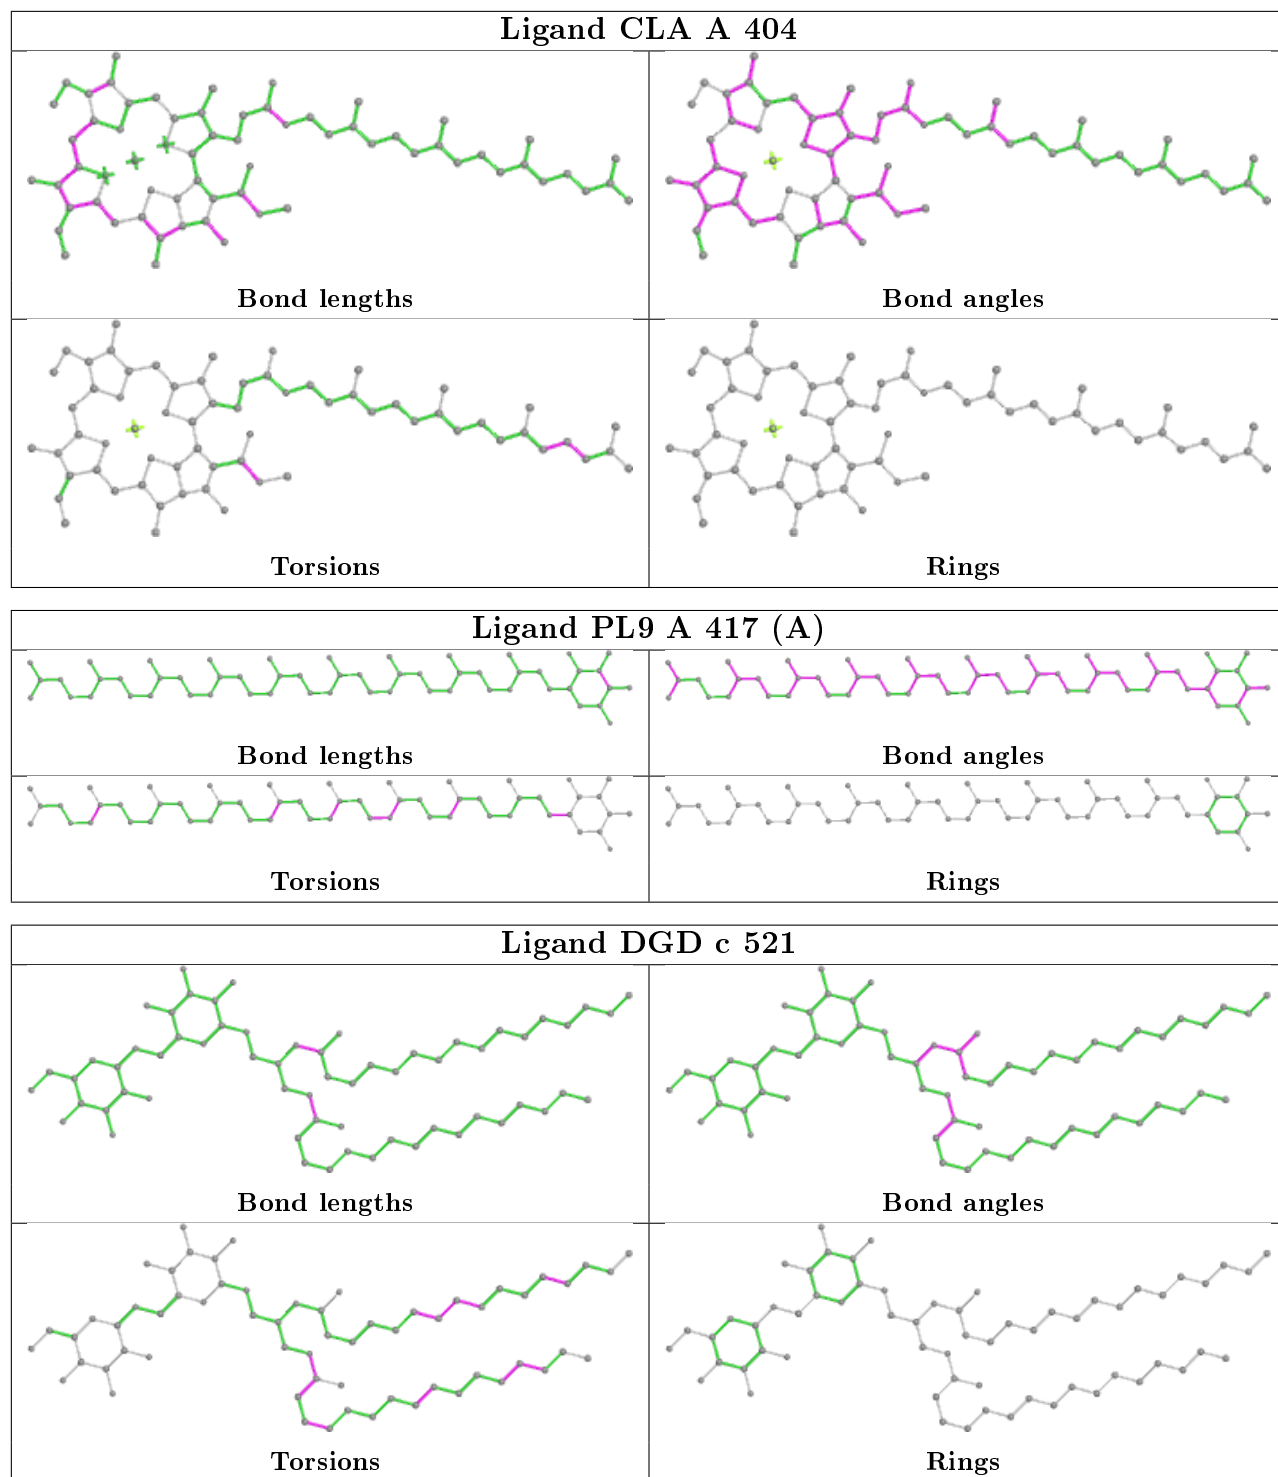 Ligand CLA A 404
Bond lengths
Bond angles
Torsions
Rings
Ligand PL9 A 417 (A)
Bond lengths
Bond angles
Torsions
Rings
Ligand DGD c 521
Bond lengths
Bond angles
Torsions
Rings